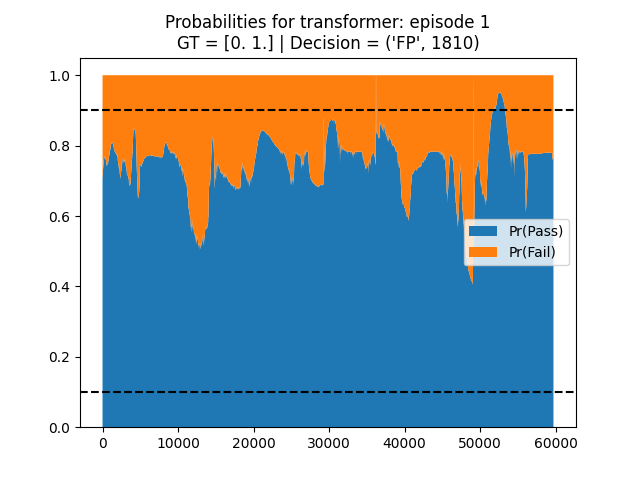 Probabilities for transformer: episode 1
GT = [0. 1.] | Decision = ('FP', 1810)
1.0
0.8
0.6
0.4
0.2
0.0
Pr(Pass)
Pr(Fail)
0 10000 20000 30000 40000 50000 60000